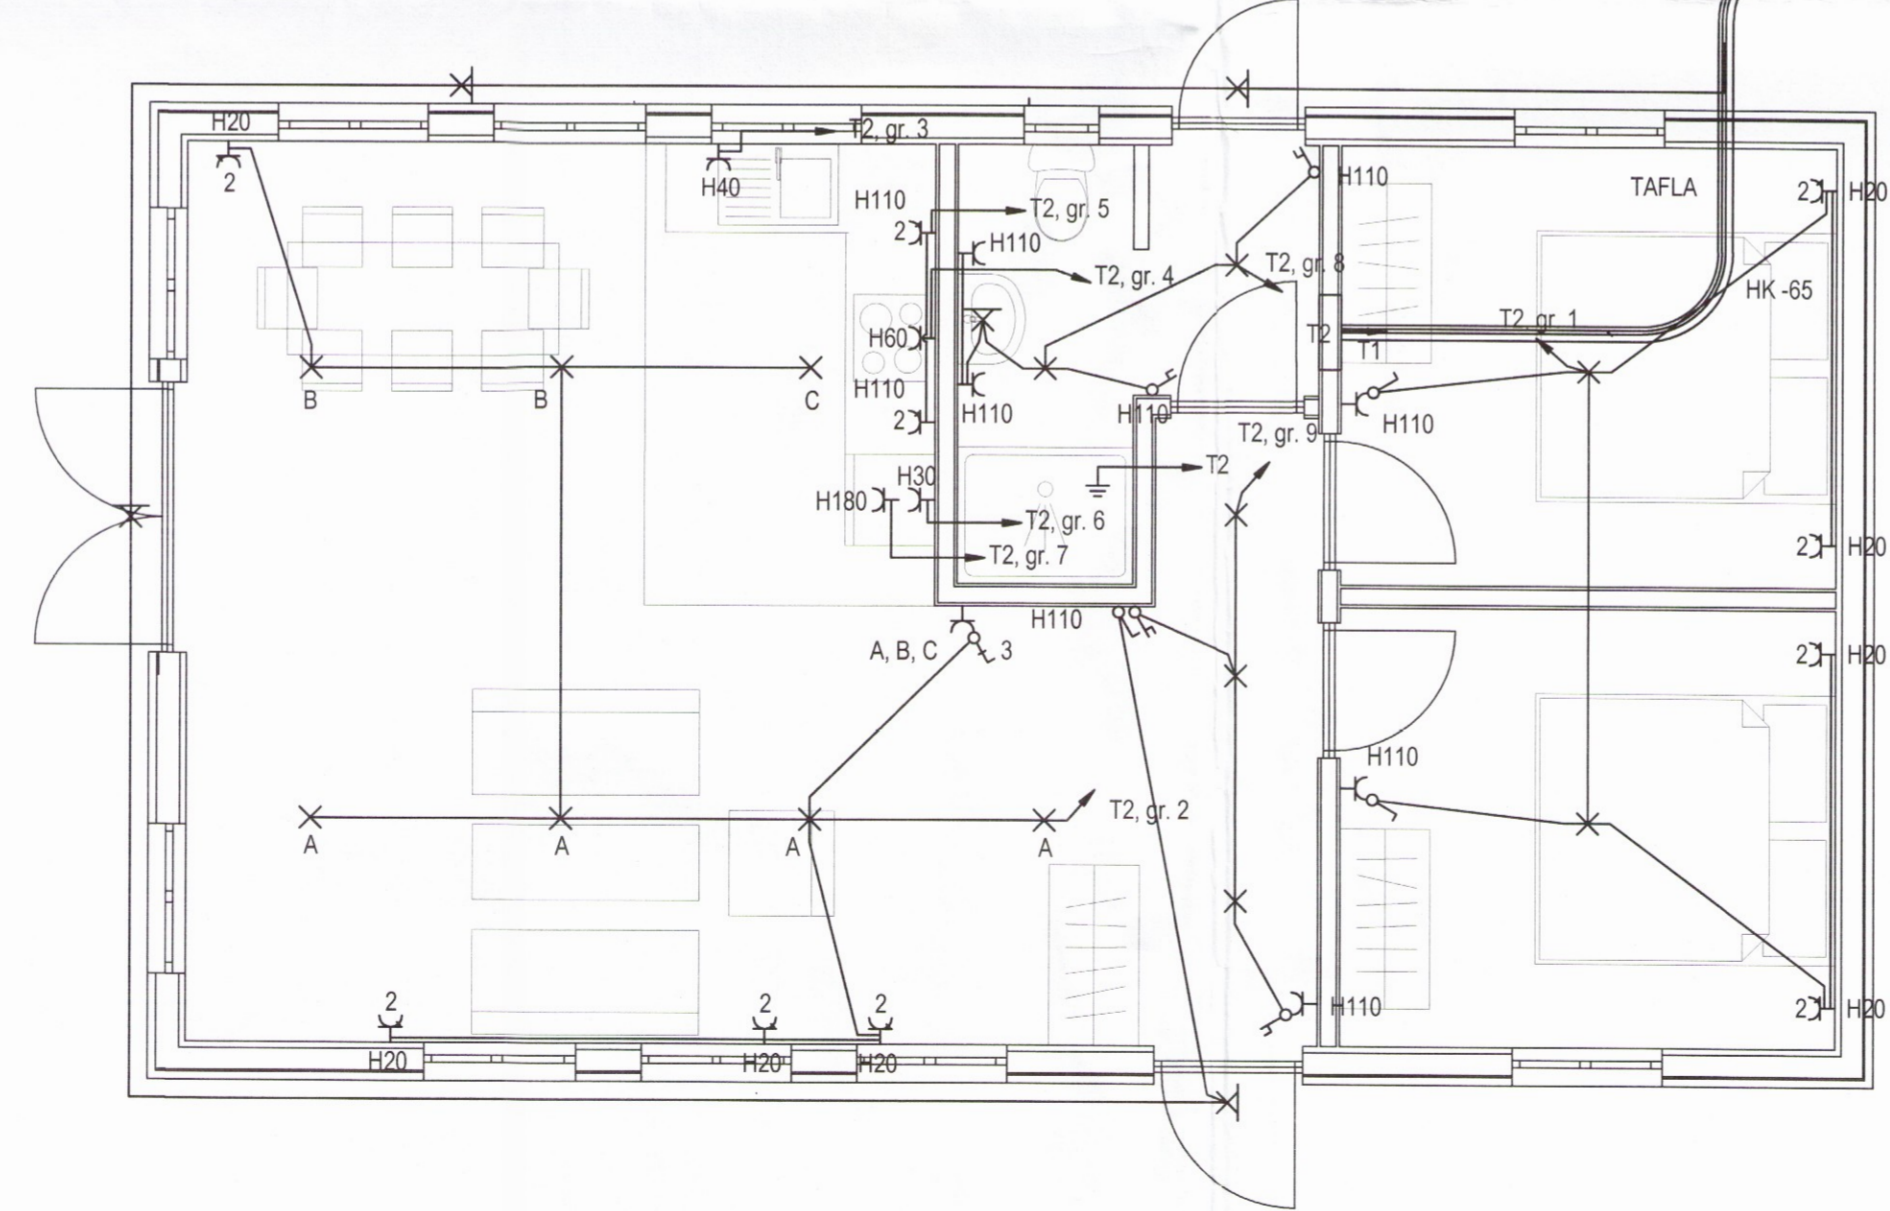 H20
2
H40
T2, gr. 3
H110
2
T2, gr. 5
H110
T2, gr. 4
H60
H110
2
H110
H110
T2, gr. 8
H110
TAFLA
2
H20
HK -65
T2, gr. 1
T2
T1
H110
T2, gr. 9
B
B
C
H30
H180
T2
T2, gr. 6
T2, gr. 7
2
H20
H110
A, B, C
3
2
H20
H110
T2, gr. 2
A
A
A
A
2
2
2
H20
H20
H20
H110
2
H20